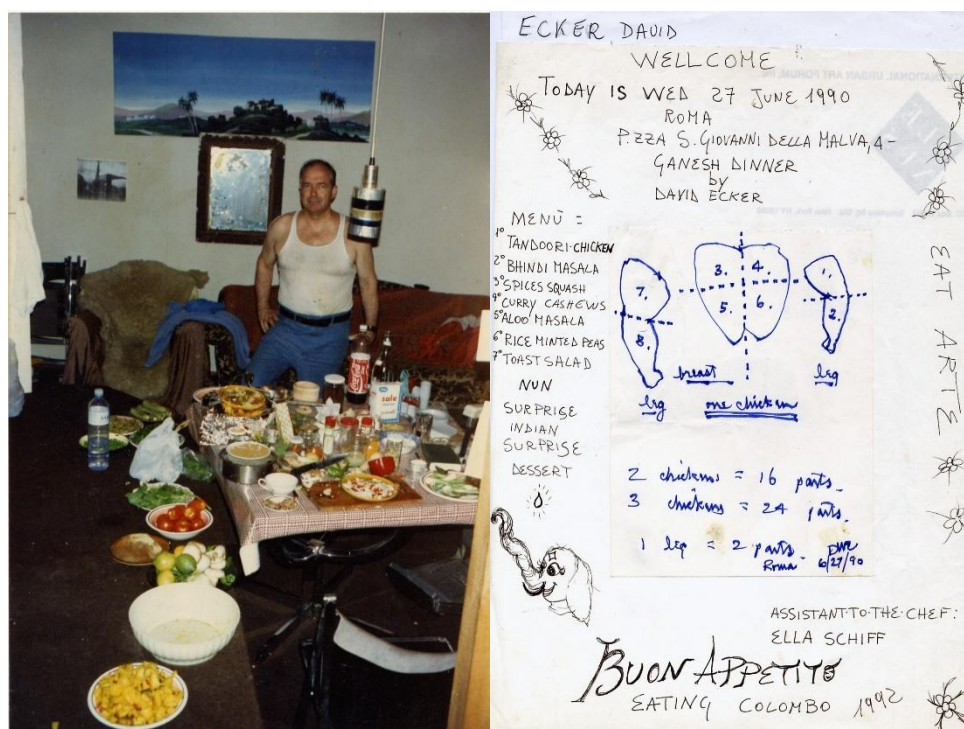 Coca-Cola
sale
ECKER DAVID
WELLCOME
TODAY IS WED 27 JUNE 1990
ROMA
P.ZZA S. GIOVANNI DELLA MALVA, 4-
GANESH DINNER
by
DAVID ECKER
MENÙ =
1° TANDOORI-CHICKEN
2° BHINDI MASALA
3° SPICES SQUASH
4° CURRY CASHEWS
5° ALOO MASALA
6° RICE MINTED PEAS
7° TOAST SALAD
NUN
SURPRISE
INDIAN
SURPRISE
DESSERT
3. 4. 1.
7. 5. 6. 2.
8.
breast leg
leg one chicken
2 chickens = 16 parts.
3 chickens = 24 parts.
1 leg = 2 parts.
Roma 6/27/90
EAT ARTE
ASSISTANT·TO·THE·CHEF:
ELLA SCHIFF
BUON APPETITO
EATING COLOMBO 1992